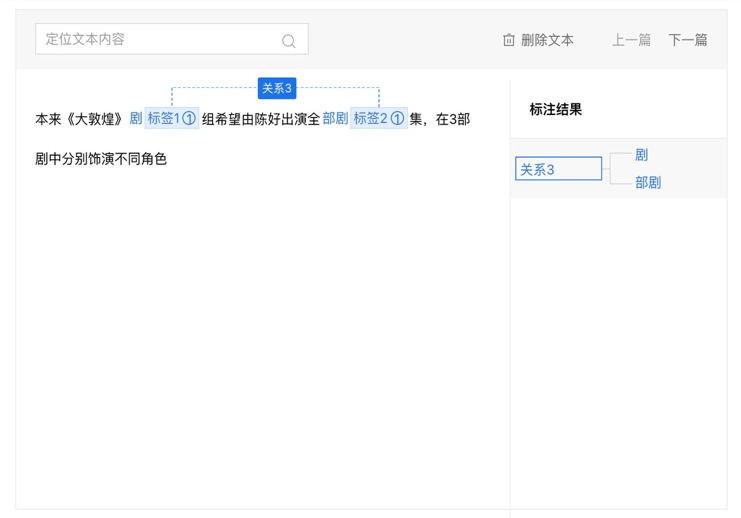 定位文本内容
删除文本 上一篇 下一篇
关系3
本来《大敦煌》剧 标签1① 组希望由陈好出演全 部剧 标签2① 集，在3部
剧中分别饰演不同角色
标注结果
关系3
剧
部剧